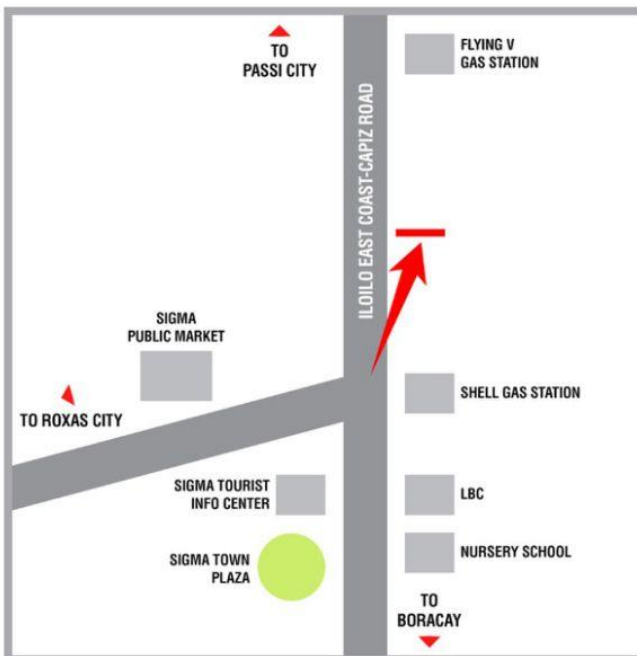 TO
PASSI CITY
FLYING V
GAS STATION
ILOILO EAST COAST-CAPIZ ROAD
SIGMA
PUBLIC MARKET
TO ROXAS CITY
SHELL GAS STATION
SIGMA TOURIST
INFO CENTER
LBC
SIGMA TOWN
PLAZA
NURSERY SCHOOL
TO
BORACAY